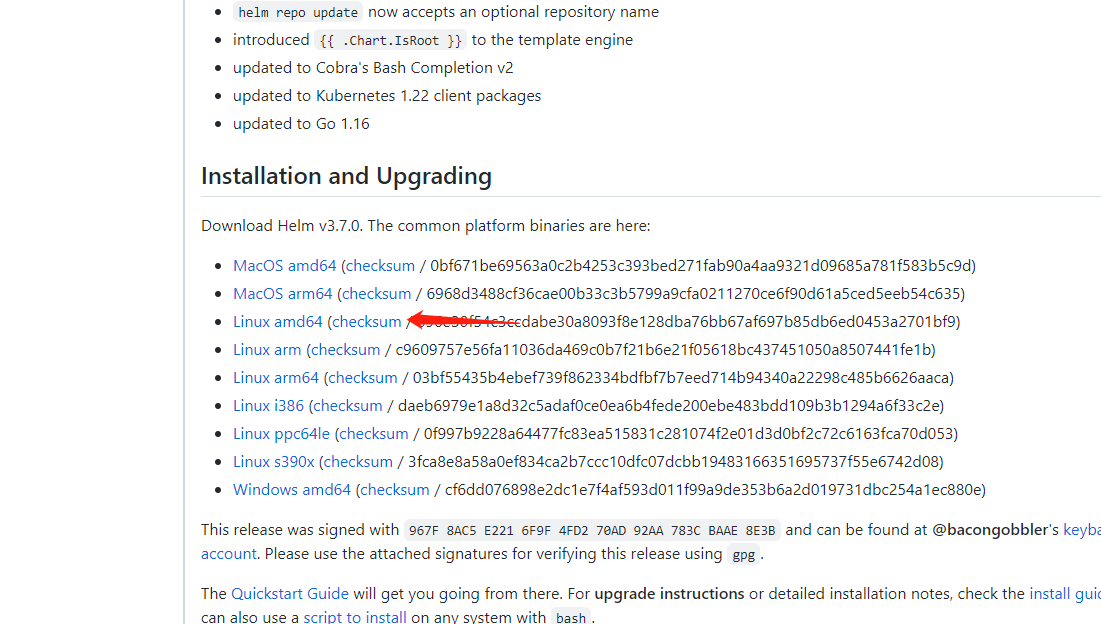 helm repo update now accepts an optional repository name
introduced {{ .Chart.IsRoot }} to the template engine
updated to Cobra's Bash Completion v2
updated to Kubernetes 1.22 client packages
updated to Go 1.16
Installation and Upgrading
Download Helm v3.7.0. The common platform binaries are here:
MacOS amd64 (checksum / 0bf671be69563a0c2b4253c393bed271fab90a4aa9321d09685a781f583b5c9d)
MacOS arm64 (checksum / 6968d3488cf36cae00b33c3b5799a9cfa0211270ce6f90d61a5ced5eeb54c635)
Linux amd64 (checksum /
Linux arm (checksum / c9609757e56fa11036da469c0b7f21b6e21f05618bc437451050a8507441fe1b)
Linux arm64 (checksum / 03bf55435b4ebef739f862334bdfbf7b7eed714b94340a22298c485b6626aaca)
Linux i386 (checksum / daeb6979e1a8d32c5adaf0ce0ea6b4fede200ebe483bdd109b3b1294a6f33c2e)
Linux ppc64le (checksum / 0f997b9228a64477fc83ea515831c281074f2e01d3d0bf2c72c6163fca70d053)
Linux s390x (checksum / 3fca8e8a58a0ef834ca2b7ccc10dfc07dcbb19483166351695737f55e6742d08)
Windows amd64 (checksum / cf6dd076898e2dc1e7f4af593d011f99a9de353b6a2d019731dbc254a1ec880e)
This release was signed with 967F 8AC5 E221 6F9F 4FD2 70AD 92AA 783C BAAE 8E3B and can be found at @bacongobbler's keyba
account. Please use the attached signatures for verifying this release using gpg.
The Quickstart Guide will get you going from there. For upgrade instructions or detailed installation notes, check the install guid
can also use a script to install on any system with bash.